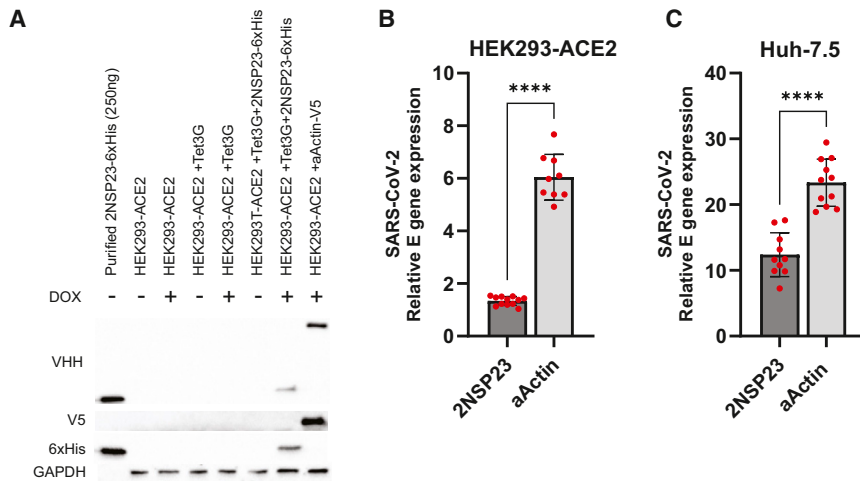 A
Purified 2NSP23-6xHis (250ng)
HEK293-ACE2
HEK293-ACE2
HEK293-ACE2 +Tet3G
HEK293-ACE2 +Tet3G
HEK293T-ACE2 +Tet3G+2NSP23-6xHis
HEK293-ACE2 +Tet3G+2NSP23-6xHis
HEK293-ACE2 +aActin-V5
DOX - - + - + - + +
VHH
V5
6xHis
GAPDH
B
HEK293-ACE2
SARS-CoV-2
Relative E gene expression
10
8
6
4
2
0
****
2NSP23
aActin
C
Huh-7.5
SARS-CoV-2
Relative E gene expression
40
30
20
10
0
****
2NSP23
aActin